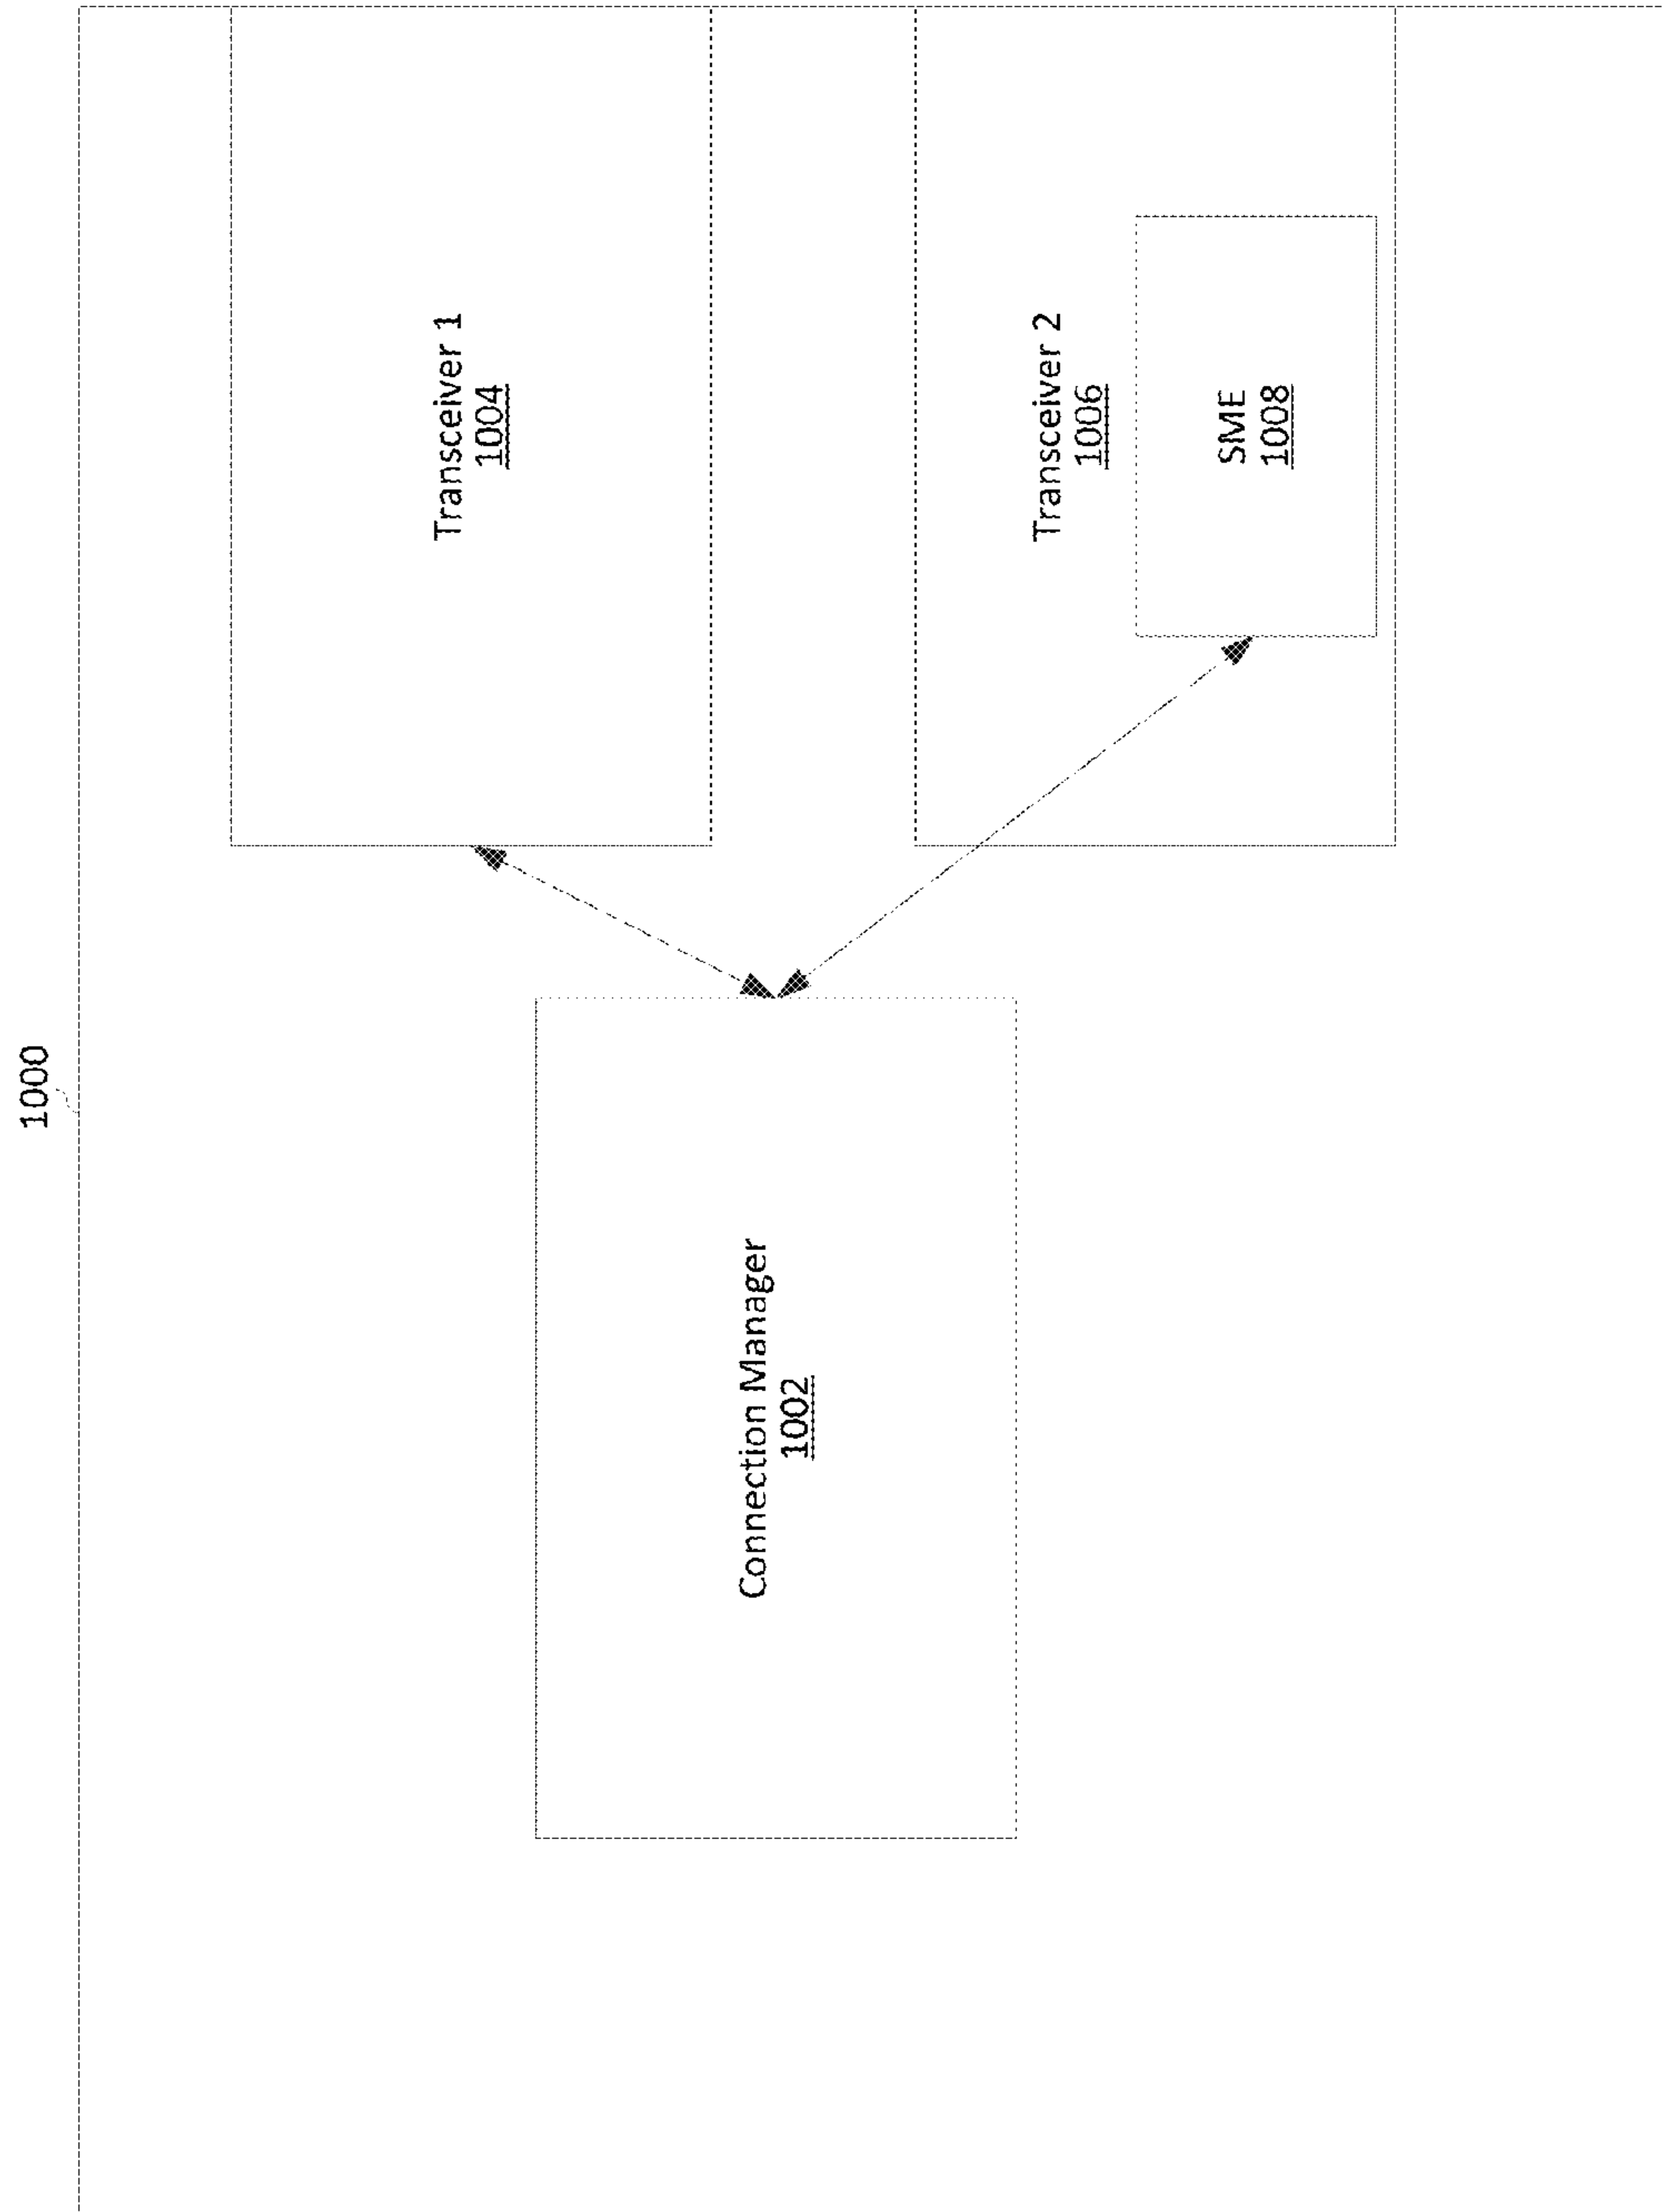 1000
Connection Manager
1002
Transceiver 1
1004
Transceiver 2
1006
SME
1008